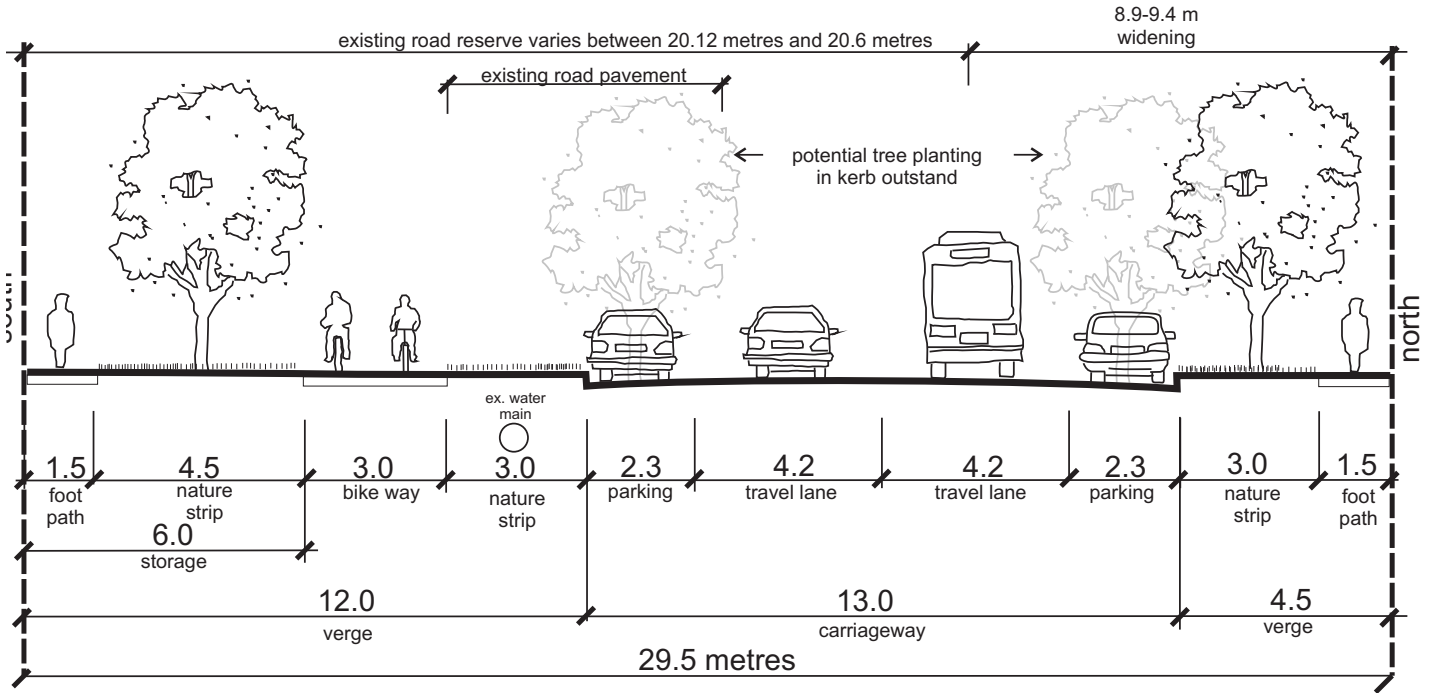 8.9-9.4 m
widening
existing road reserve varies between 20.12 metres and 20.6 metres
existing road pavement
potential tree planting
in kerb outstand
south
north
ex. water
main
1.5 4.5 3.0 3.0 2.3 4.2 4.2 2.3 3.0 1.5
foot
path
nature
strip
bike way
nature
strip
parking
travel lane
travel lane
parking
nature
strip
foot
path
6.0
storage
12.0
verge
13.0
carriageway
4.5
verge
29.5 metres